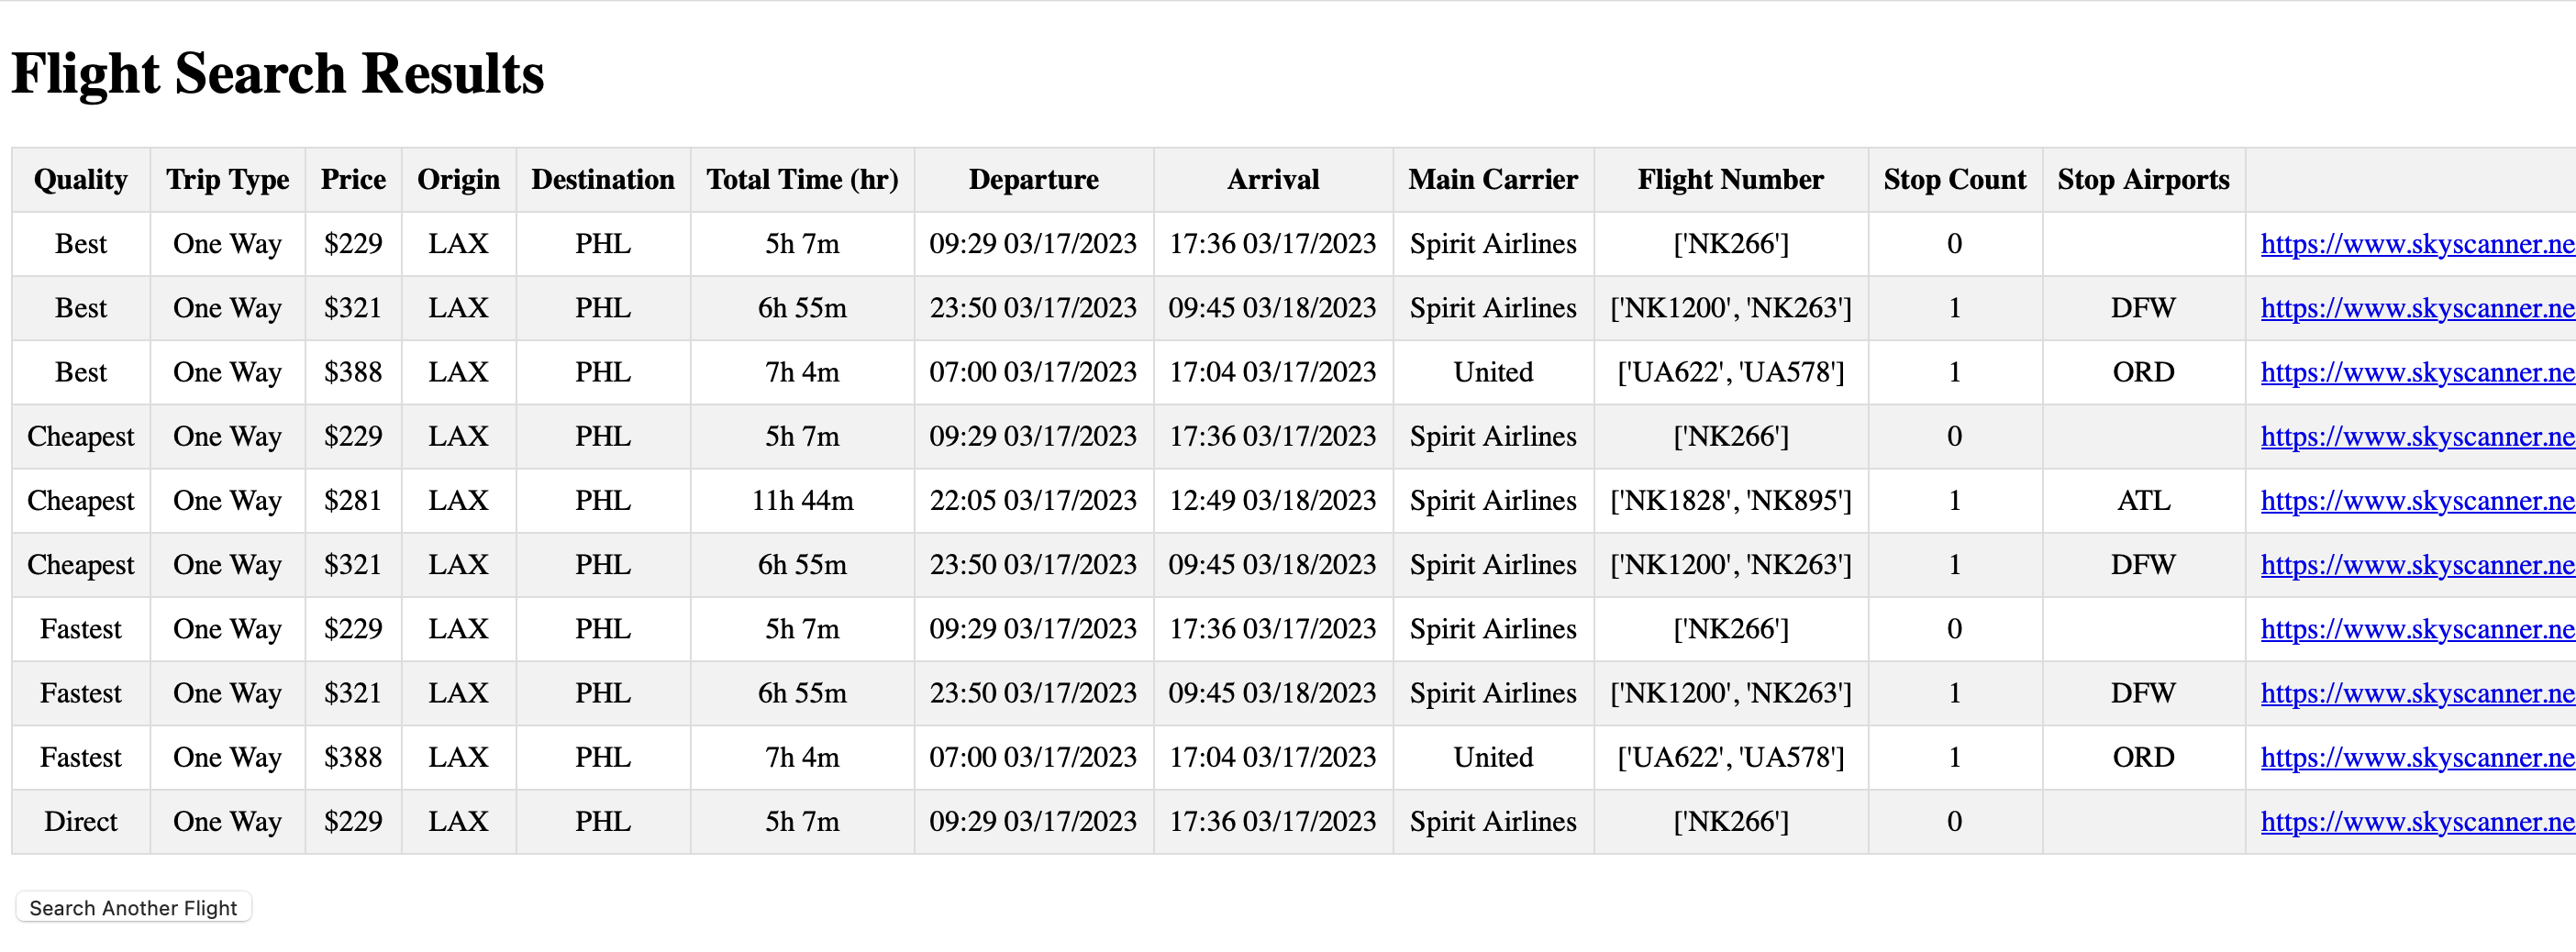 Flight Search Results
Quality Trip Type Price Origin Destination Total Time (hr) Departure Arrival Main Carrier Flight Number Stop Count Stop Airports
Best One Way $229 LAX PHL 5h 7m 09:29 03/17/2023 17:36 03/17/2023 Spirit Airlines ['NK266'] 0 https://www.skyscanner.ne
Best One Way $321 LAX PHL 6h 55m 23:50 03/17/2023 09:45 03/18/2023 Spirit Airlines ['NK1200', 'NK263'] 1 DFW https://www.skyscanner.ne
Best One Way $388 LAX PHL 7h 4m 07:00 03/17/2023 17:04 03/17/2023 United ['UA622', 'UA578'] 1 ORD https://www.skyscanner.ne
Cheapest One Way $229 LAX PHL 5h 7m 09:29 03/17/2023 17:36 03/17/2023 Spirit Airlines ['NK266'] 0 https://www.skyscanner.ne
Cheapest One Way $281 LAX PHL 11h 44m 22:05 03/17/2023 12:49 03/18/2023 Spirit Airlines ['NK1828', 'NK895'] 1 ATL https://www.skyscanner.ne
Cheapest One Way $321 LAX PHL 6h 55m 23:50 03/17/2023 09:45 03/18/2023 Spirit Airlines ['NK1200', 'NK263'] 1 DFW https://www.skyscanner.ne
Fastest One Way $229 LAX PHL 5h 7m 09:29 03/17/2023 17:36 03/17/2023 Spirit Airlines ['NK266'] 0 https://www.skyscanner.ne
Fastest One Way $321 LAX PHL 6h 55m 23:50 03/17/2023 09:45 03/18/2023 Spirit Airlines ['NK1200', 'NK263'] 1 DFW https://www.skyscanner.ne
Fastest One Way $388 LAX PHL 7h 4m 07:00 03/17/2023 17:04 03/17/2023 United ['UA622', 'UA578'] 1 ORD https://www.skyscanner.ne
Direct One Way $229 LAX PHL 5h 7m 09:29 03/17/2023 17:36 03/17/2023 Spirit Airlines ['NK266'] 0 https://www.skyscanner.ne
Search Another Flight